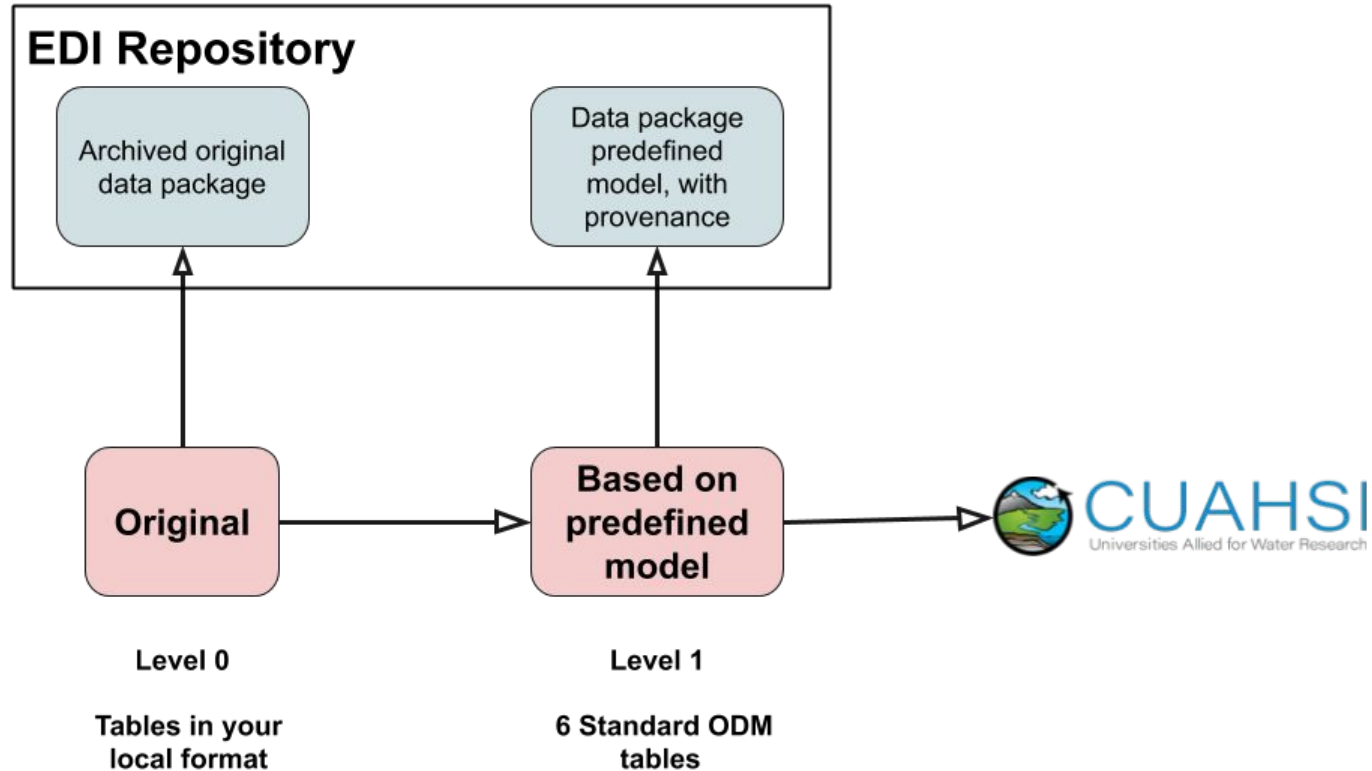 EDI Repository
Archived original
data package
Data package
predefined
model, with
provenance
Original
Based on
predefined
model
CUAHSI
Universities Allied for Water Research
Level 0
Level 1
Tables in your
local format
6 Standard ODM
tables